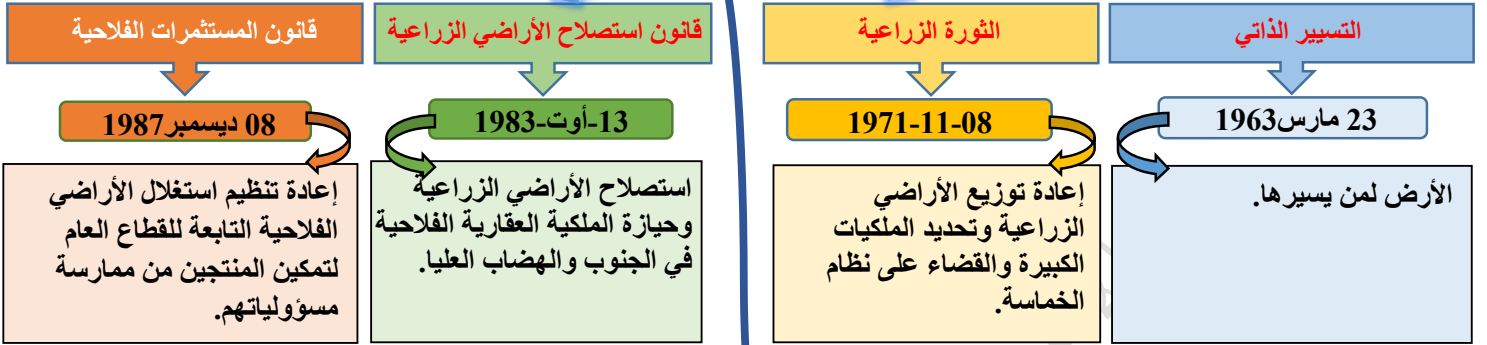 التسيير الذاتي
23 مارس1963
الأرض لمن يسيرها.
الثورة الزراعية
08-11-1971
إعادة توزيع الأراضي
الزراعية وتحديد الملكيات
الكبيرة والقضاء على نظام
الخماسة.
قانون استصلاح الأراضي الزراعية
13-أوت-1983
استصلاح الأراضي الزراعية
وحيازة الملكية العقارية الفلاحية
في الجنوب والهضاب العليا.
قانون المستثمرات الفلاحية
08 ديسمبر1987
إعادة تنظيم استغلال الأراضي
الفلاحية التابعة للقطاع العام
لتمكين المنتجين من ممارسة
مسؤولياتهم.